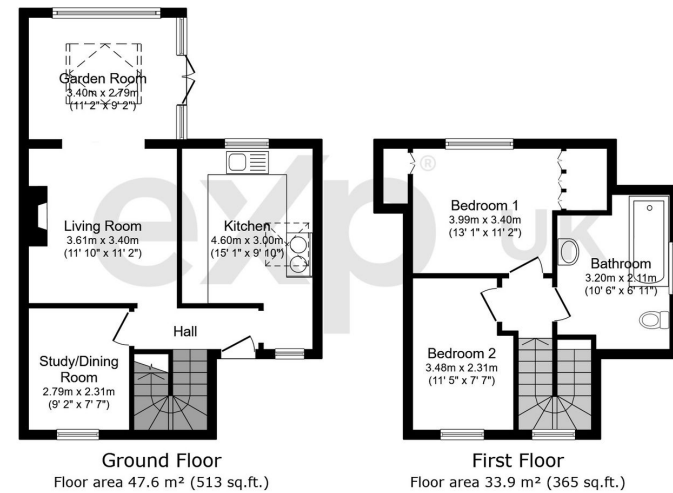 Garden Room
3.40m x 2.79m
(11' 2" x 9' 2")
Living Room
3.61m x 3.40m
(11' 10" x 11' 2")
Kitchen
4.60m x 3.00m
(15' 1" x 9' 10")
Hall
Study/Dining
Room
2.79m x 2.31m
(9' 2" x 7' 7")
Ground Floor
Floor area 47.6 m² (513 sq.ft.)
Bedroom 1
3.99m x 3.40m
(13' 1" x 11' 2")
Bathroom
3.20m x 2.11m
(10' 6" x 6' 11")
Bedroom 2
3.48m x 2.31m
(11' 5" x 7' 7")
First Floor
Floor area 33.9 m² (365 sq.ft.)
exp® UK